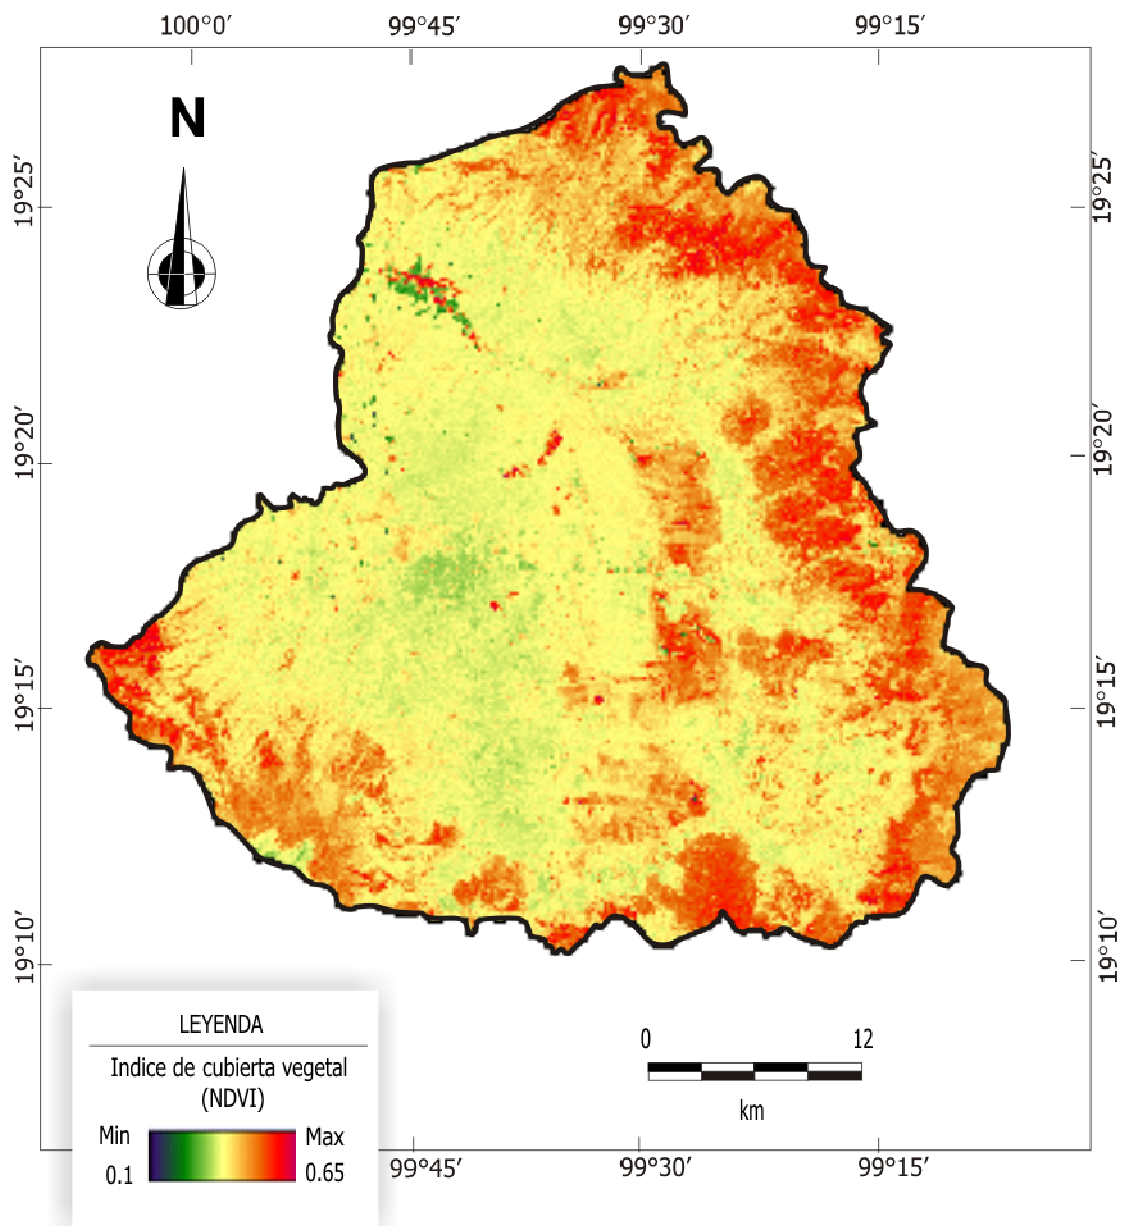 100°0′ 99°45′ 99°30′ 99°15′
N
19°25′ 19°25′
19°20′ 19°20′
19°15′ 19°15′
19°10′ 19°10′
LEYENDA
Indice de cubierta vegetal
(NDVI)
Min Max
0.1 0.65
0 12
km
99°45′ 99°30′ 99°15′